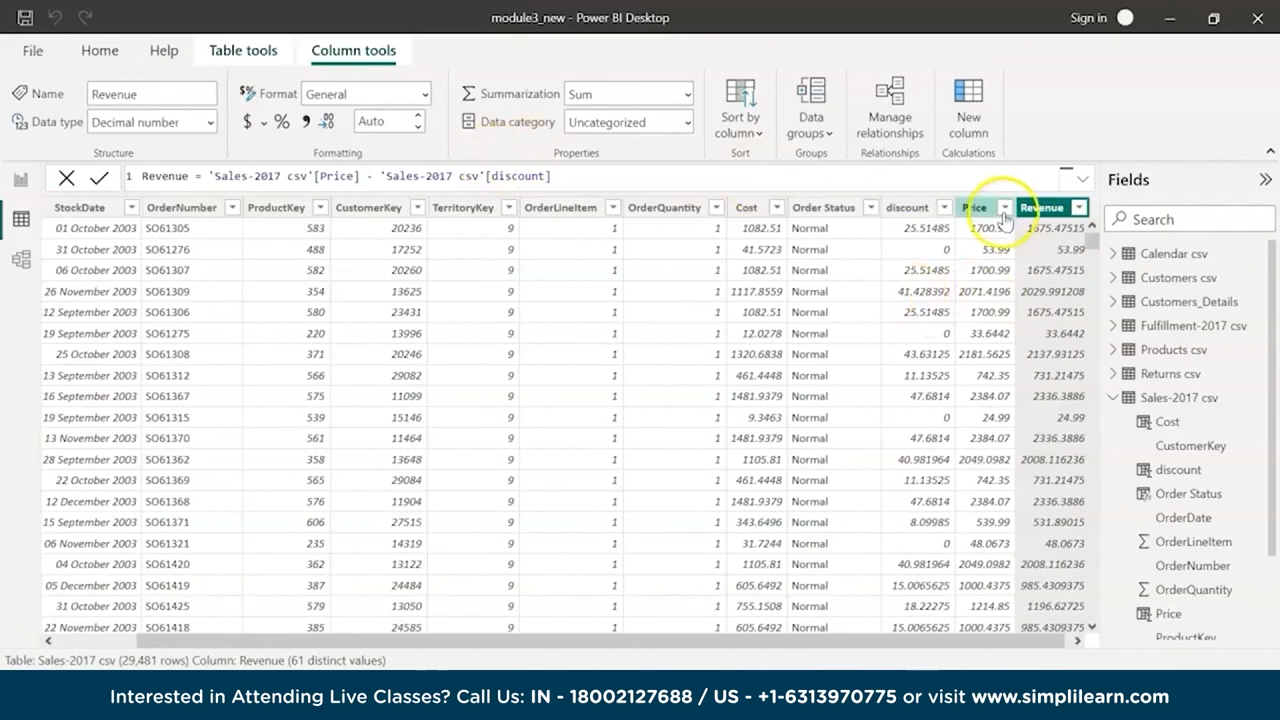 module3_new - Power BI Desktop
Sign in
File Home Help Table tools Column tools
Name Revenue
Data type Decimal number
Structure
$% Format General
$ % Auto
Formatting
Summarization Sum
Data category Uncategorized
Properties
Sort by column
Sort
Data groups
Groups
Manage relationships
Relationships
New column
Calculations
1 Revenue = 'Sales-2017 csv'[Price] - 'Sales-2017 csv'[discount]
StockDate OrderNumber ProductKey CustomerKey TerritoryKey OrderLineItem OrderQuantity Cost Order Status discount Price Revenue
01 October 2003 SO61305 583 20236 9 1 1 1082.51 Normal 25.51485 1700.99 1675.47515
31 October 2003 SO61276 488 17252 9 1 1 41.5723 Normal 0 53.99 53.99
06 October 2003 SO61307 582 20260 9 1 1 1082.51 Normal 25.51485 1700.99 1675.47515
26 November 2003 SO61309 354 13625 9 1 1 1117.8559 Normal 41.428392 2071.4196 2029.991208
12 September 2003 SO61306 580 23431 9 1 1 1082.51 Normal 25.51485 1700.99 1675.47515
19 September 2003 SO61275 220 13996 9 1 1 12.0278 Normal 0 33.6442 33.6442
25 October 2003 SO61308 371 20246 9 1 1 1320.6838 Normal 43.63125 2181.5625 2137.93125
13 September 2003 SO61312 566 29082 9 1 1 461.4448 Normal 11.13525 742.35 731.21475
16 September 2003 SO61367 575 11099 9 1 1 1481.9379 Normal 47.6814 2384.07 2336.3886
19 September 2003 SO61315 539 15146 9 1 1 9.3463 Normal 0 24.99 24.99
13 November 2003 SO61370 561 11464 9 1 1 1481.9379 Normal 47.6814 2384.07 2336.3886
28 September 2003 SO61362 358 13648 9 1 1 1105.81 Normal 40.981964 2049.0982 2008.116236
22 October 2003 SO61369 565 29084 9 1 1 461.4448 Normal 11.13525 742.35 731.21475
12 December 2003 SO61368 576 11904 9 1 1 1481.9379 Normal 47.6814 2384.07 2336.3886
15 September 2003 SO61371 606 27515 9 1 1 343.6496 Normal 8.09985 539.99 531.89015
06 November 2003 SO61321 235 14319 9 1 1 31.7244 Normal 0 48.0673 48.0673
04 October 2003 SO61420 362 13122 9 1 1 1105.81 Normal 40.981964 2049.0982 2008.116236
05 December 2003 SO61419 387 24484 9 1 1 605.6492 Normal 15.0065625 1000.4375 985.4309375
31 October 2003 SO61425 579 13050 9 1 1 755.1508 Normal 18.22275 1214.85 1196.62725
22 November 2003 SO61418 385 24585 9 1 1 605.6492 Normal 15.0065625 1000.4375 985.4309375
Fields
Search
Calendar csv
Customers csv
Customers_Details
Fulfillment-2017 csv
Products csv
Returns csv
Sales-2017 csv
Cost
CustomerKey
discount
Order Status
OrderDate
OrderLineItem
OrderNumber
OrderQuantity
Price
ProductKey
Table: Sales-2017 csv (29,481 rows) Column: Revenue (61 distinct values)
Interested in Attending Live Classes? Call Us: IN - 18002127688 / US - +1-6313970775 or visit www.simplilearn.com